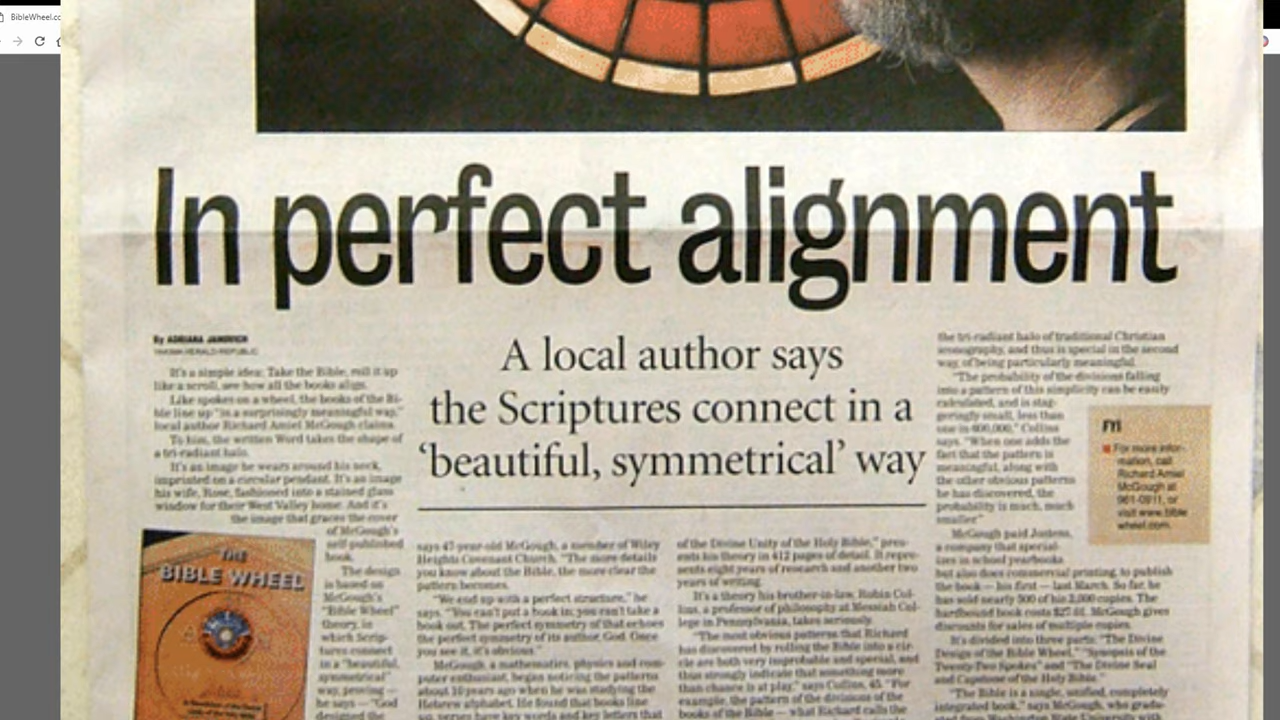 BibleWheel.co
In perfect alignment
A local author says
the Scriptures connect in a
‘beautiful, symmetrical’ way
By ADRIANA JANOVICH
YAKIMA HERALD-REPUBLIC
It's a simple idea: Take the Bible, roll it up
like a scroll, see how all the books align.
Like spokes on a wheel, the books of the Bi-
ble line up "in a surprisingly meaningful way,"
local author Richard Amiel McGough claims.
To him, the written Word takes the shape of
a tri-radiant halo.
It's an image he wears around his neck,
imprinted on a circular pendant. It's an image
his wife, Rose, fashioned into a stained glass
window for their West Valley home. And it's
the image that graces the cover
of McGough's
self-published
book.
The design
is based on
McGough's
"Bible Wheel"
theory, in
which Scrip-
tures connect
in a "beautiful,
symmetrical"
way, proving —
he says — "God
designed the
THE
BIBLE WHEEL
says 47-year-old McGough, a member of Wiley
Heights Covenant Church. "The more details
you know about the Bible, the more clear the
pattern becomes.
"We end up with a perfect structure," he
says. "You can't put a book in; you can't take a
book out. The perfect symmetry of that echoes
the perfect symmetry of its author, God. Once
you see it, it's obvious."
McGough, a mathematics, physics and com-
puter enthusiast, began noticing the patterns
about 10 years ago when he was studying the
Hebrew alphabet. He found that books line
up, verses have key words and key letters that
of the Divine Unity of the Holy Bible," pres-
ents his theory in 412 pages of detail. It repre-
sents eight years of research and another two
years of writing.
It's a theory his brother-in-law, Robin Col-
lins, a professor of philosophy at Messiah Col-
lege in Pennsylvania, takes seriously.
"The most obvious patterns that Richard
has discovered by rolling the Bible into a cir-
cle are both very improbable and special, and
thus strongly indicate that something more
than chance is at play," says Collins, 45. "For
example, the pattern of the divisions of the
books of the Bible — what Richard calls the
the tri-radiant halo of traditional Christian
iconography, and thus is special in the second
way, of being particularly meaningful.
"The probability of the divisions falling
into a pattern of this simplicity can be easily
calculated, and is stag-
geringly small, less than
one in 600,000," Collins
says. "When one adds the
fact that the pattern is
meaningful, along with
the other obvious patterns
he has discovered, the
probability is much, much
smaller."
McGough paid Jostens,
a company that special-
izes in school yearbooks
but also does commercial printing, to publish
the book — his first — last March. So far, he
has sold nearly 500 of his 2,000 copies. The
hardbound book costs McGough gives
discounts for sales of multiple copies.
It's divided into three parts: "The Divine
Design of the Bible Wheel," "Synopsis of the
Twenty-Two Spokes" and "The Divine Seal
and Capstone of the Holy Bible."
"The Bible is a single, unified, completely
integrated book," says McGough, who gradu-
ated from Washington State University
FYI
For more infor-
mation, call
Richard Amiel
McGough at
961-0911, or
visit www.bible
wheel.com.